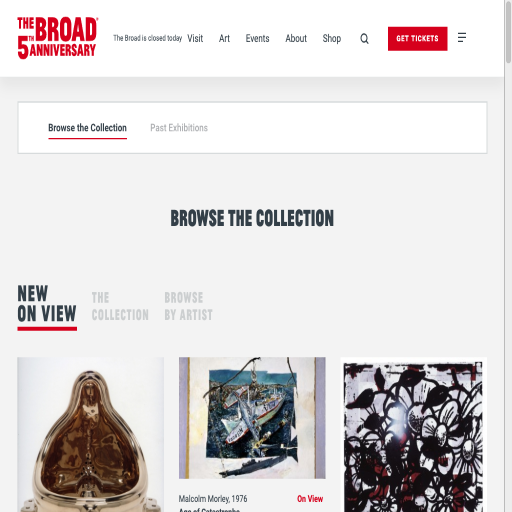 THE BROAD®
5TH ANNIVERSARY
The Broad is closed today
Visit
Art
Events
About
Shop
GET TICKETS
Browse the Collection
Past Exhibitions
BROWSE THE COLLECTION
NEW
ON VIEW
THE
COLLECTION
BROWSE
BY ARTIST
Malcolm Morley, 1976
On View
Age of Catastrophe